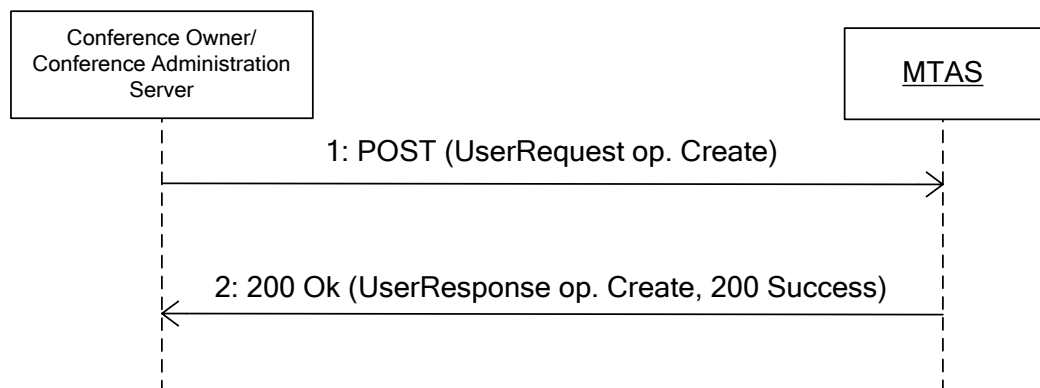 Conference Owner/
Conference Administration
Server
MTAS
1: POST (UserRequest op. Create)
2: 200 Ok (UserResponse op. Create, 200 Success)